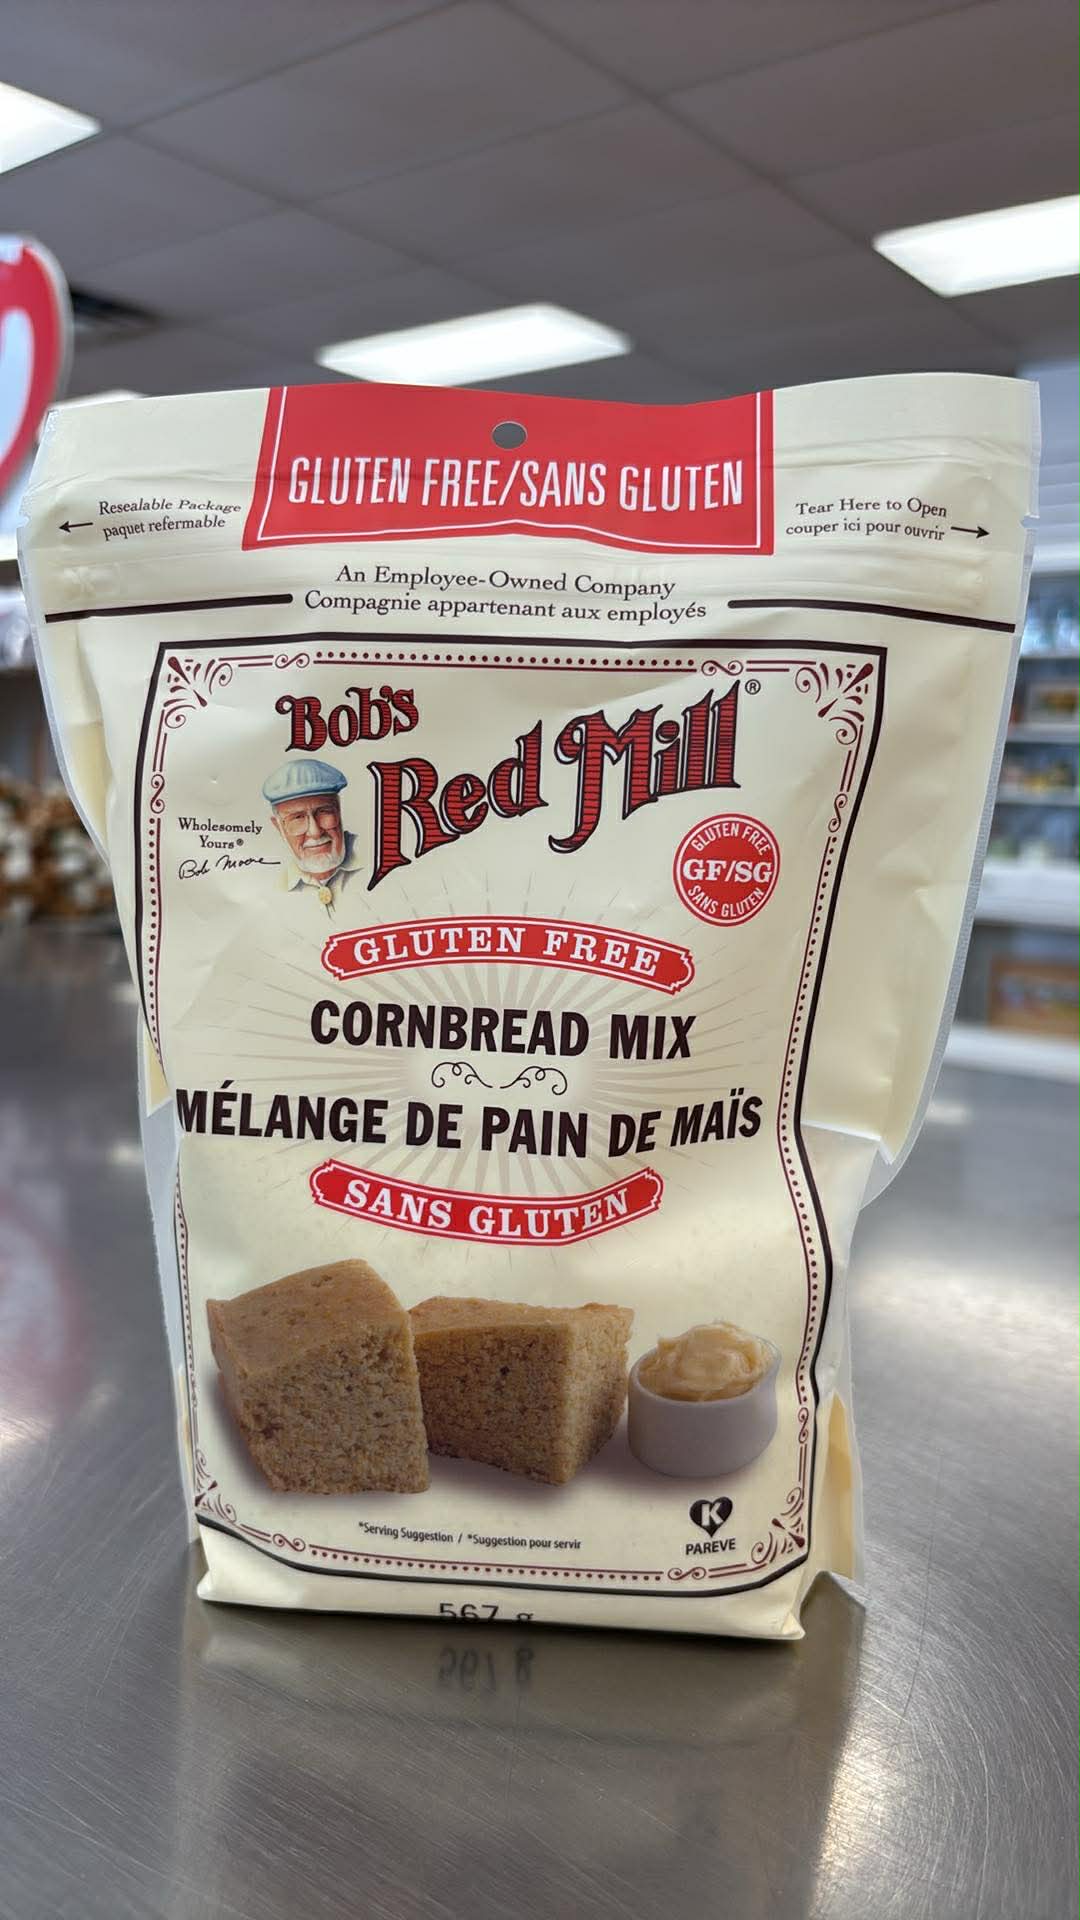 GLUTEN FREE/SANS GLUTEN
Resealable Package
paquet refermable
Tear Here to Open
couper ici pour ouvrir
An Employee-Owned Company
Compagnie appartenant aux employés
Bob's
Red Mill®
Wholesomely
Yours®
Bob Moore
GLUTEN FREE
GF/SG
SANS GLUTEN
GLUTEN FREE
CORNBREAD MIX
MÉLANGE DE PAIN DE MAÏS
SANS GLUTEN
*Serving Suggestion / *Suggestion pour servir
K
PAREVE
567 g